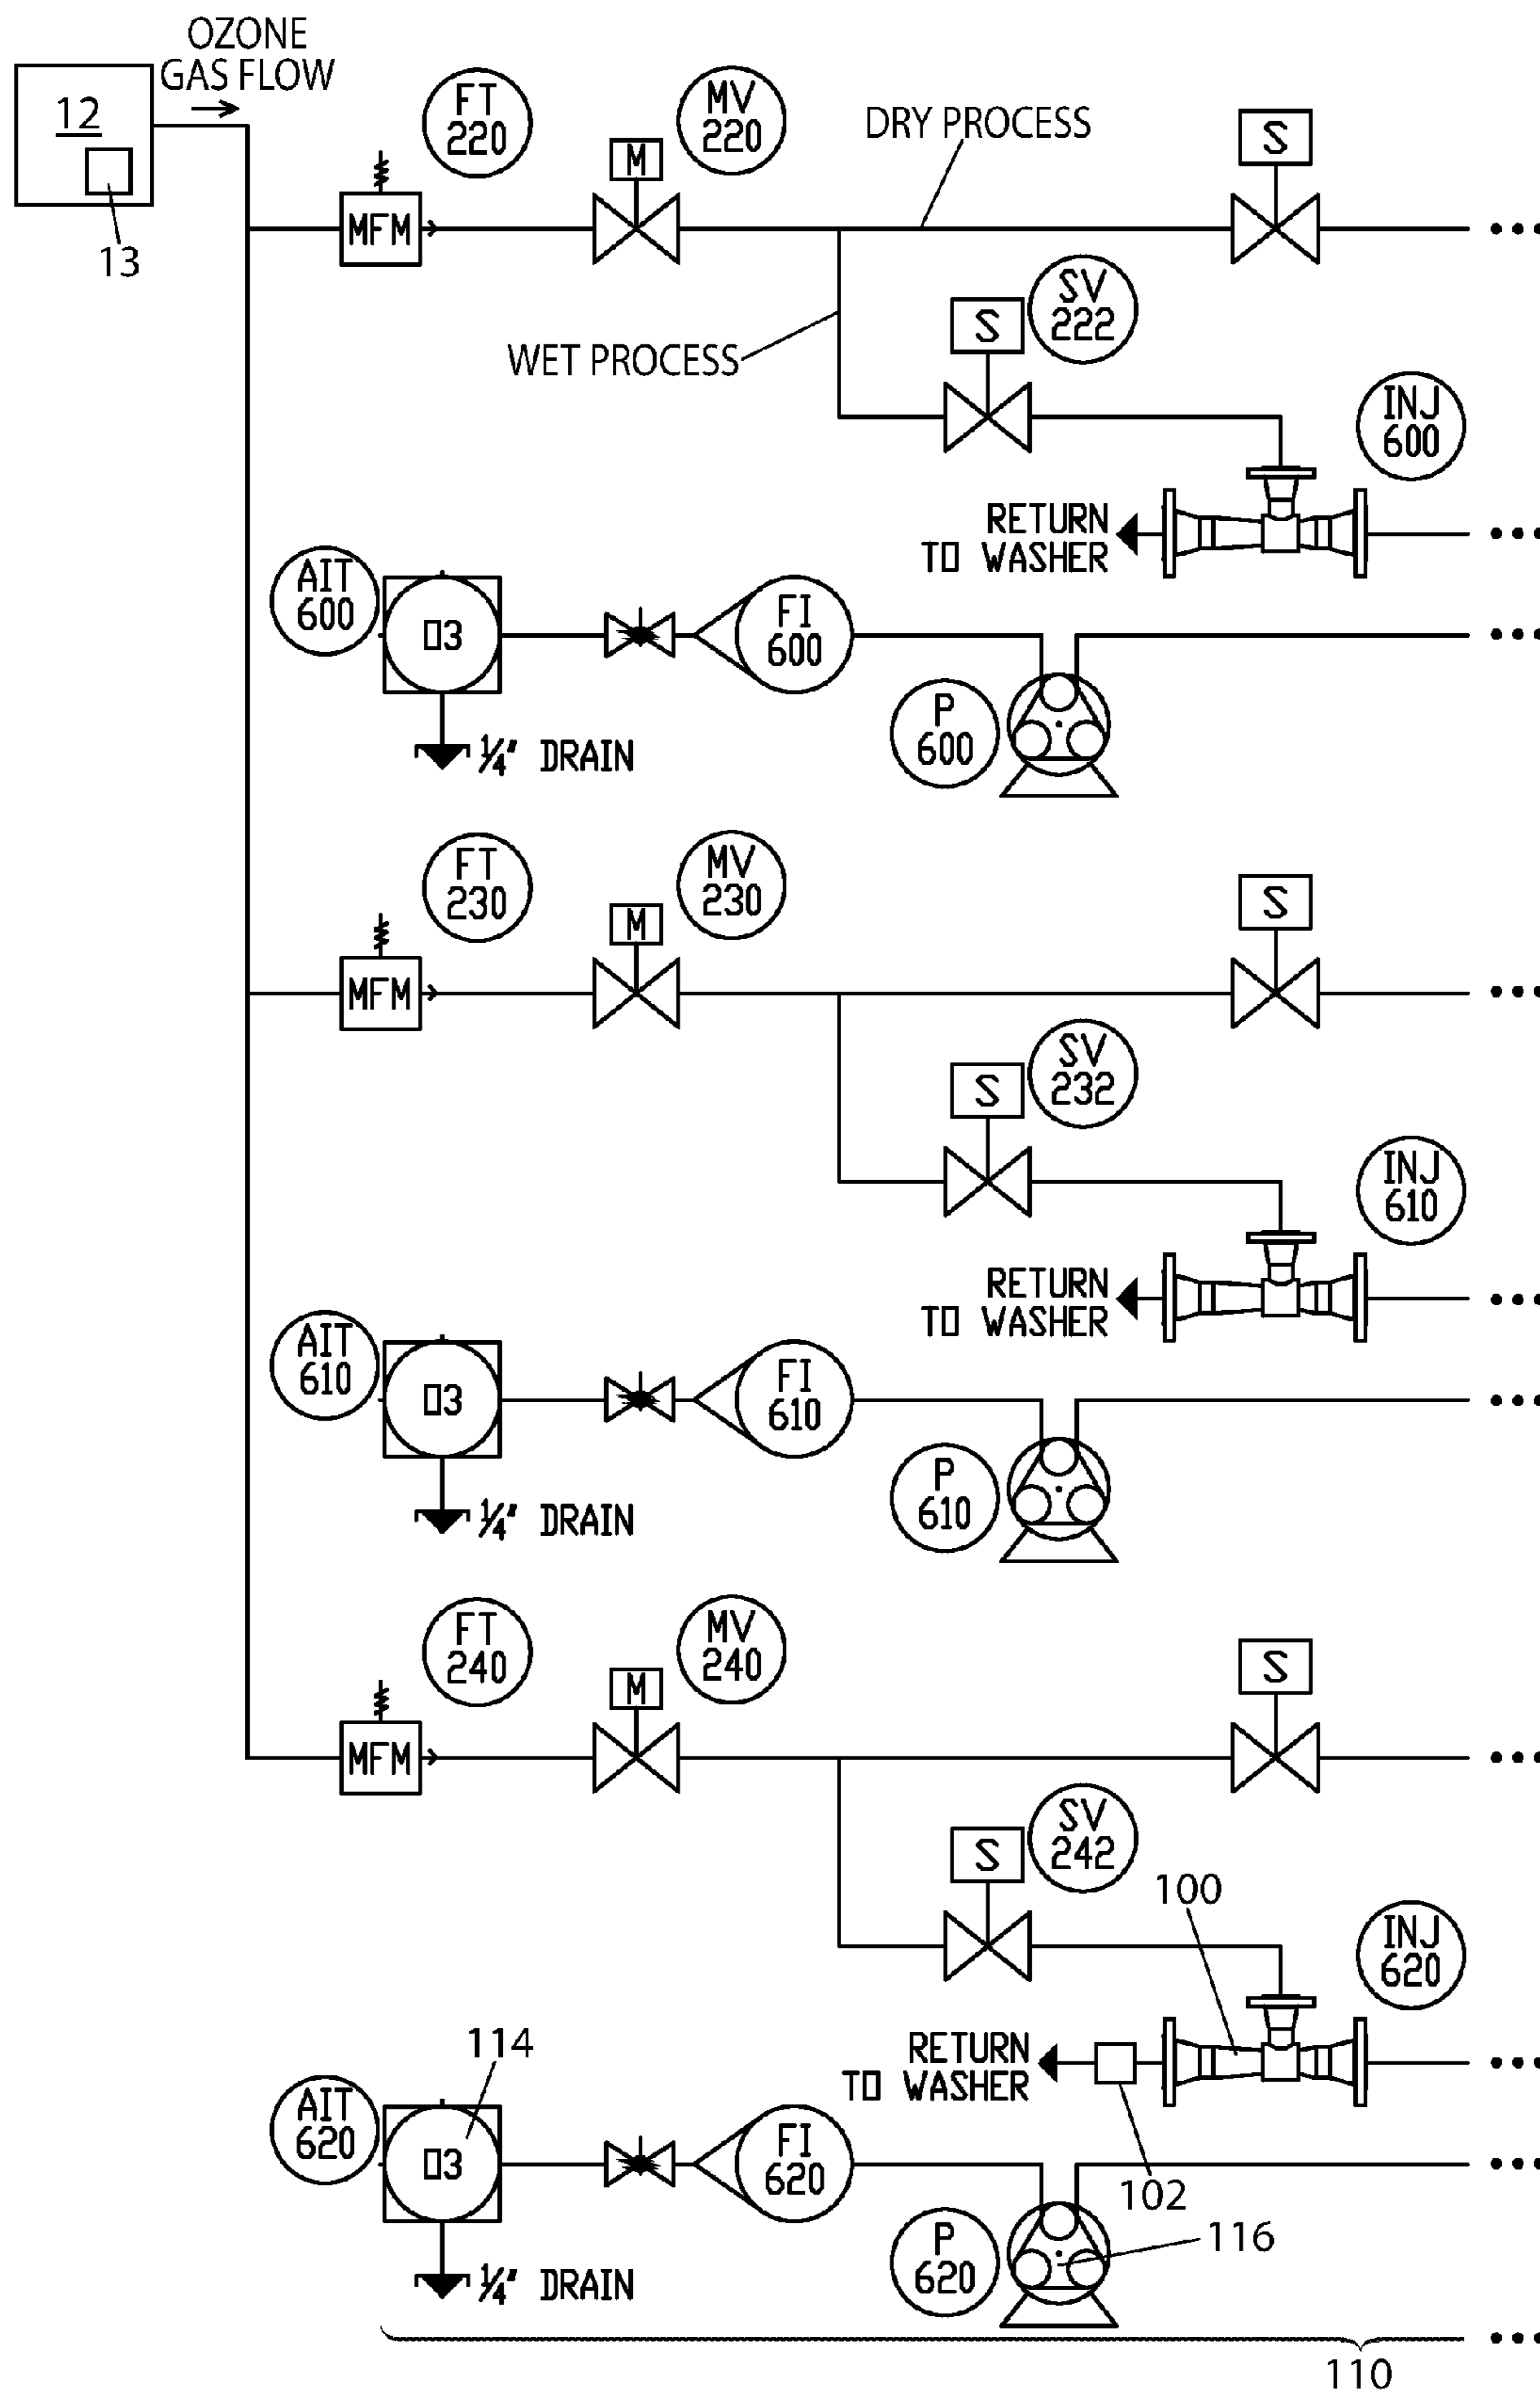 OZONE
GAS FLOW
12
13
FT
220
MV
220
M
MFM
DRY PROCESS
S
WET PROCESS
S
SV
222
INJ
600
RETURN
TO WASHER
AIT
600
O3
FI
600
P
600
1/4" DRAIN
FT
230
MV
230
M
MFM
S
S
SV
232
INJ
610
RETURN
TO WASHER
AIT
610
O3
FI
610
P
610
1/4" DRAIN
FT
240
MV
240
M
MFM
S
S
SV
242
100
INJ
620
RETURN
TO WASHER
114
AIT
620
O3
FI
620
102
P
620
116
1/4" DRAIN
110